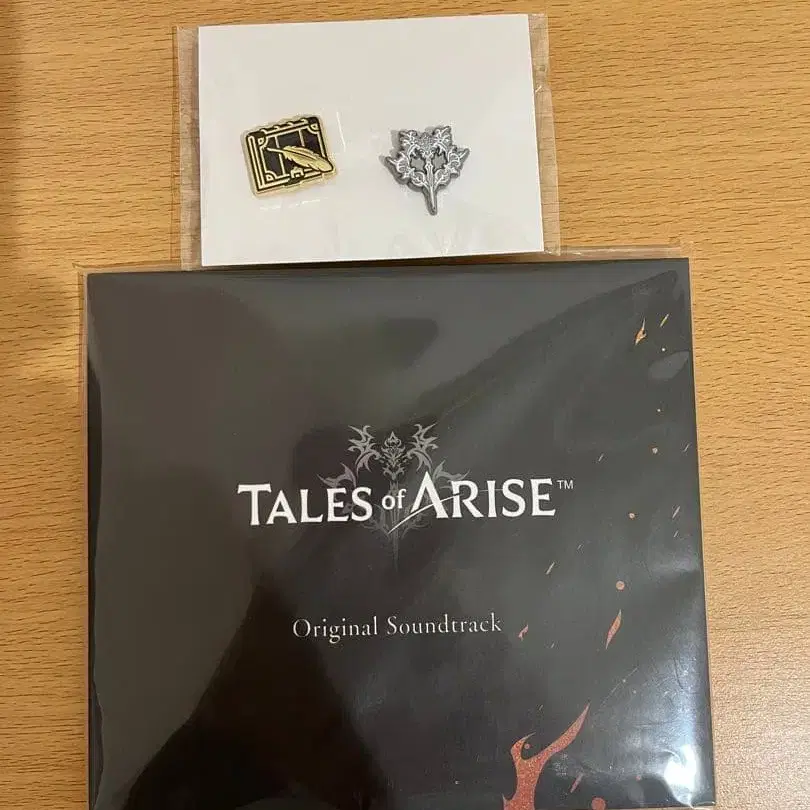 TALES of ARISE™
Original Soundtrack